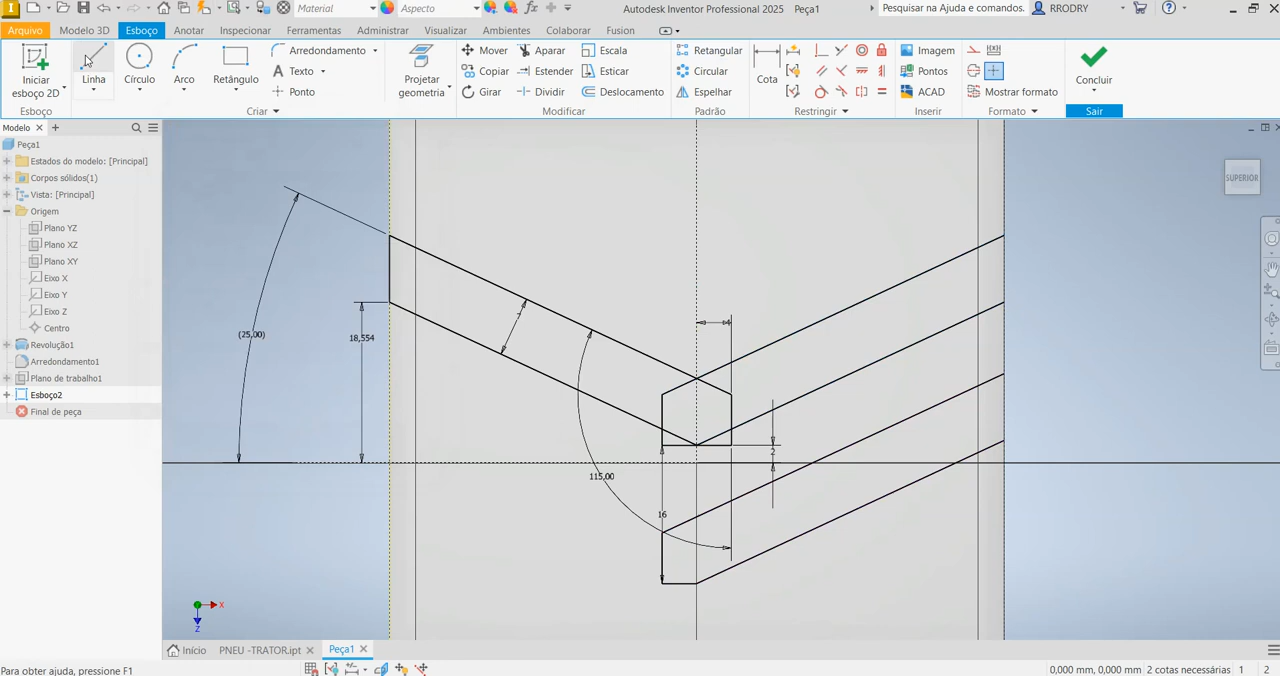 Material
Aspecto
Autodesk Inventor Professional 2025 Peça1
Pesquisar na Ajuda e comandos.
RRODRY
Arquivo Modelo 3D Esboço Anotar Inspecionar Ferramentas Administrar Visualizar Ambientes Colaborar Fusion
Iniciar
esboço 2D
Linha
Círculo
Arco
Retângulo
Arredondamento
Texto
Ponto
Projetar
geometria
Mover
Copiar
Girar
Aparar
Estender
Dividir
Escala
Esticar
Deslocamento
Retangular
Circular
Espelhar
Cota
Imagem
Pontos
ACAD
Mostrar formato
Concluir
Esboço Criar Modificar Padrão Restringir Inserir Formato Sair
Modelo
Peça1
Estados do modelo: [Principal]
Corpos sólidos(1)
Vista: [Principal]
Origem
Plano YZ
Plano XZ
Plano XY
Eixo X
Eixo Y
Eixo Z
Centro
Revolução1
Arredondamento1
Plano de trabalho1
Esboço2
Final de peça
SUPERIOR
(25,00)
18,554
7
4
2
115,00
16
X
Z
Início PNEU -TRATOR.ipt Peça1
Para obter ajuda, pressione F1
0,000 mm, 0,000 mm 2 cotas necessárias 1 2